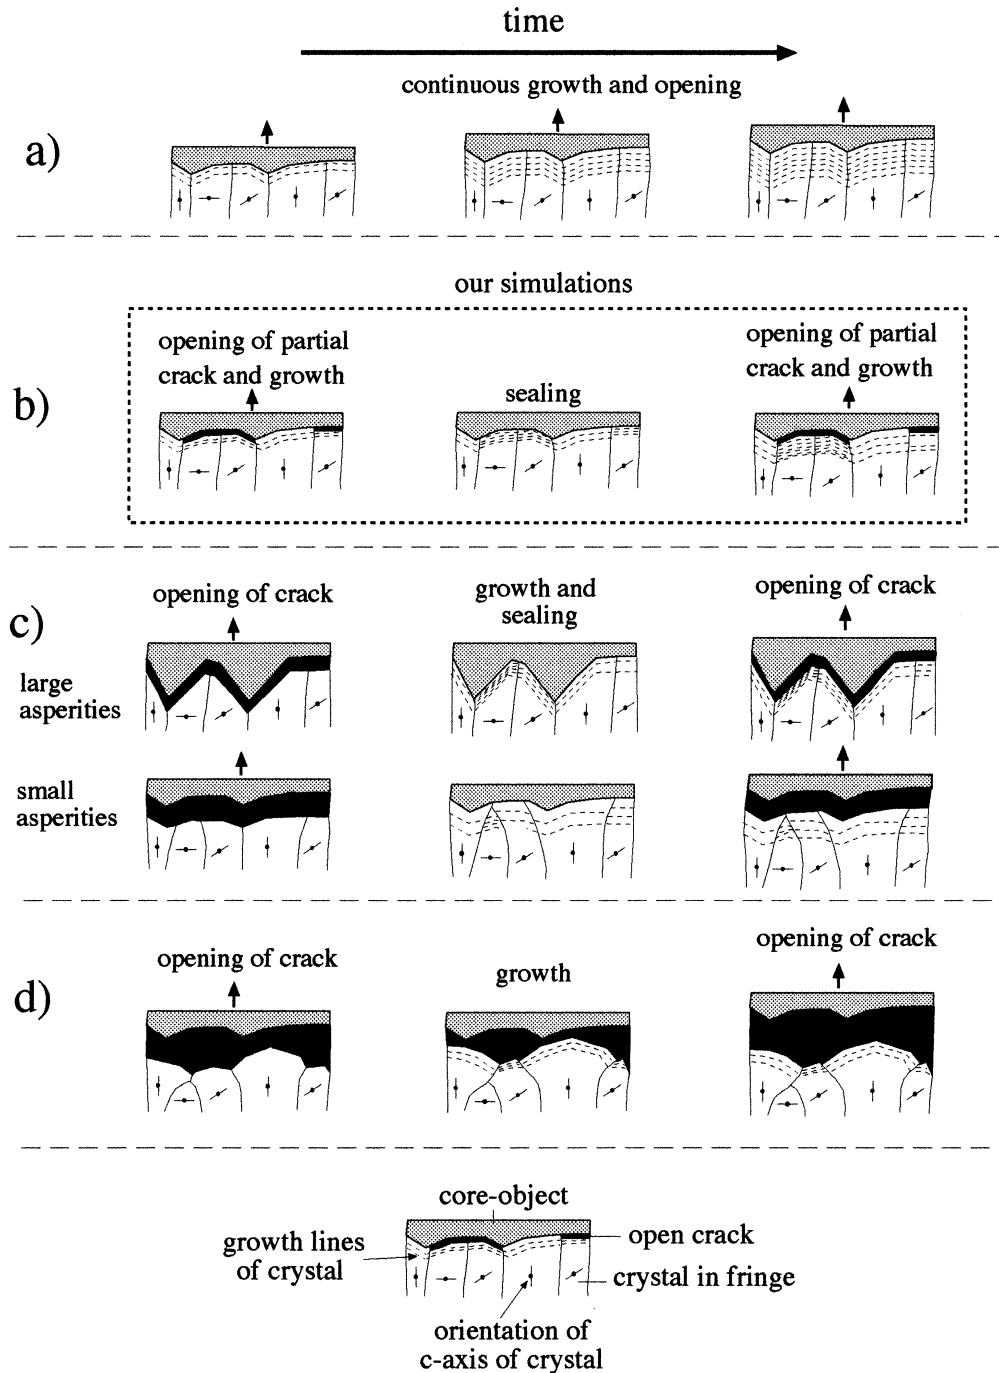 time
continuous growth and opening
a)
our simulations
opening of partial
crack and growth
sealing
opening of partial
crack and growth
b)
opening of crack
growth and
sealing
opening of crack
c)
large
asperities
small
asperities
opening of crack
growth
opening of crack
d)
core-object
growth lines
of crystal
open crack
crystal in fringe
orientation of
c-axis of crystal